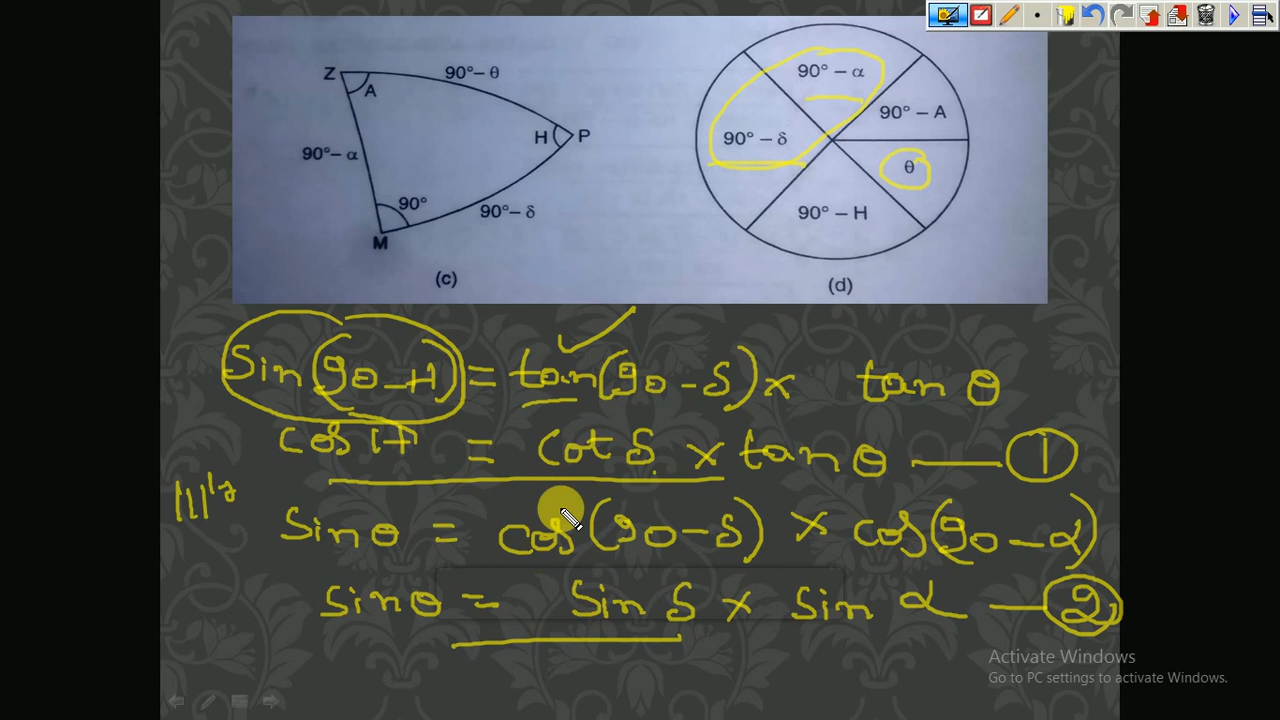 Z
A
90°– θ
H
P
90°– α
90°
M
90°– δ
(c)
90° – α
90° – A
90° – δ
θ
90° – H
(d)
Sin (90 – H) = tan (90 – δ) x tan θ
cos H = cot δ x tan θ — 1
|||ly
Sin θ = cos (90 – δ) x cos (90 – α)
sin θ = Sin δ x sin α — 2
Activate Windows
Go to PC settings to activate Windows.